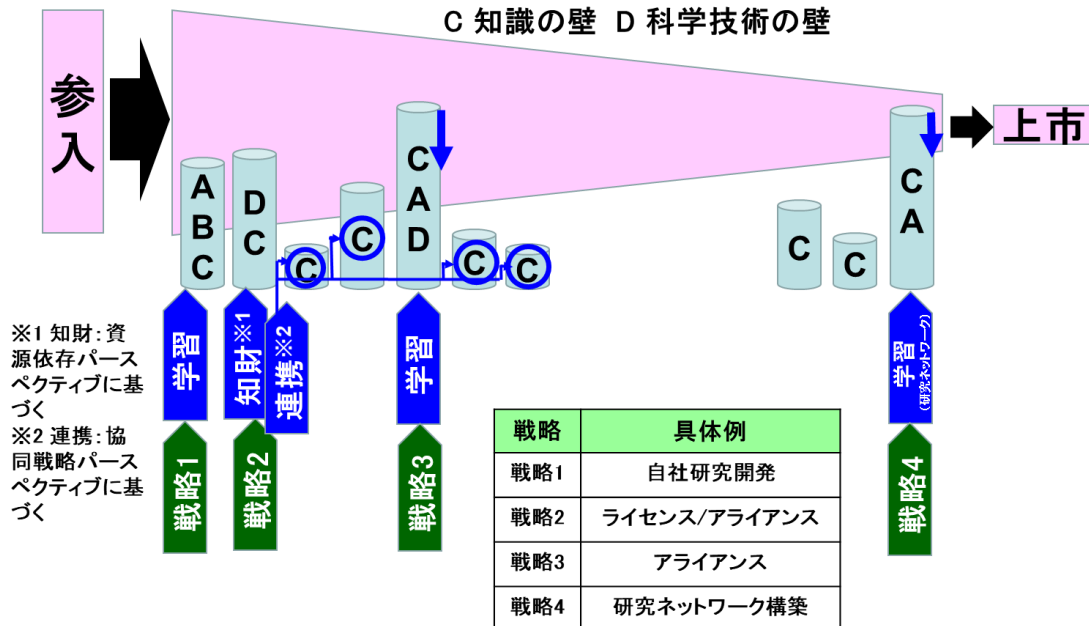 C 知識の壁 D 科学技術の壁
参入
上市
ABC
DC
C
C
CAD
C
C
C
C
CA
学習
知財※1
連携※2
学習
学習
(研究ネットワーク)
戦略1
戦略2
戦略3
戦略4
※1 知財：資
源依存パース
ペクティブに基
づく
※2 連携：協
同戦略パース
ペクティブに基
づく
戦略 具体例
戦略1 自社研究開発
戦略2 ライセンス/アライアンス
戦略3 アライアンス
戦略4 研究ネットワーク構築